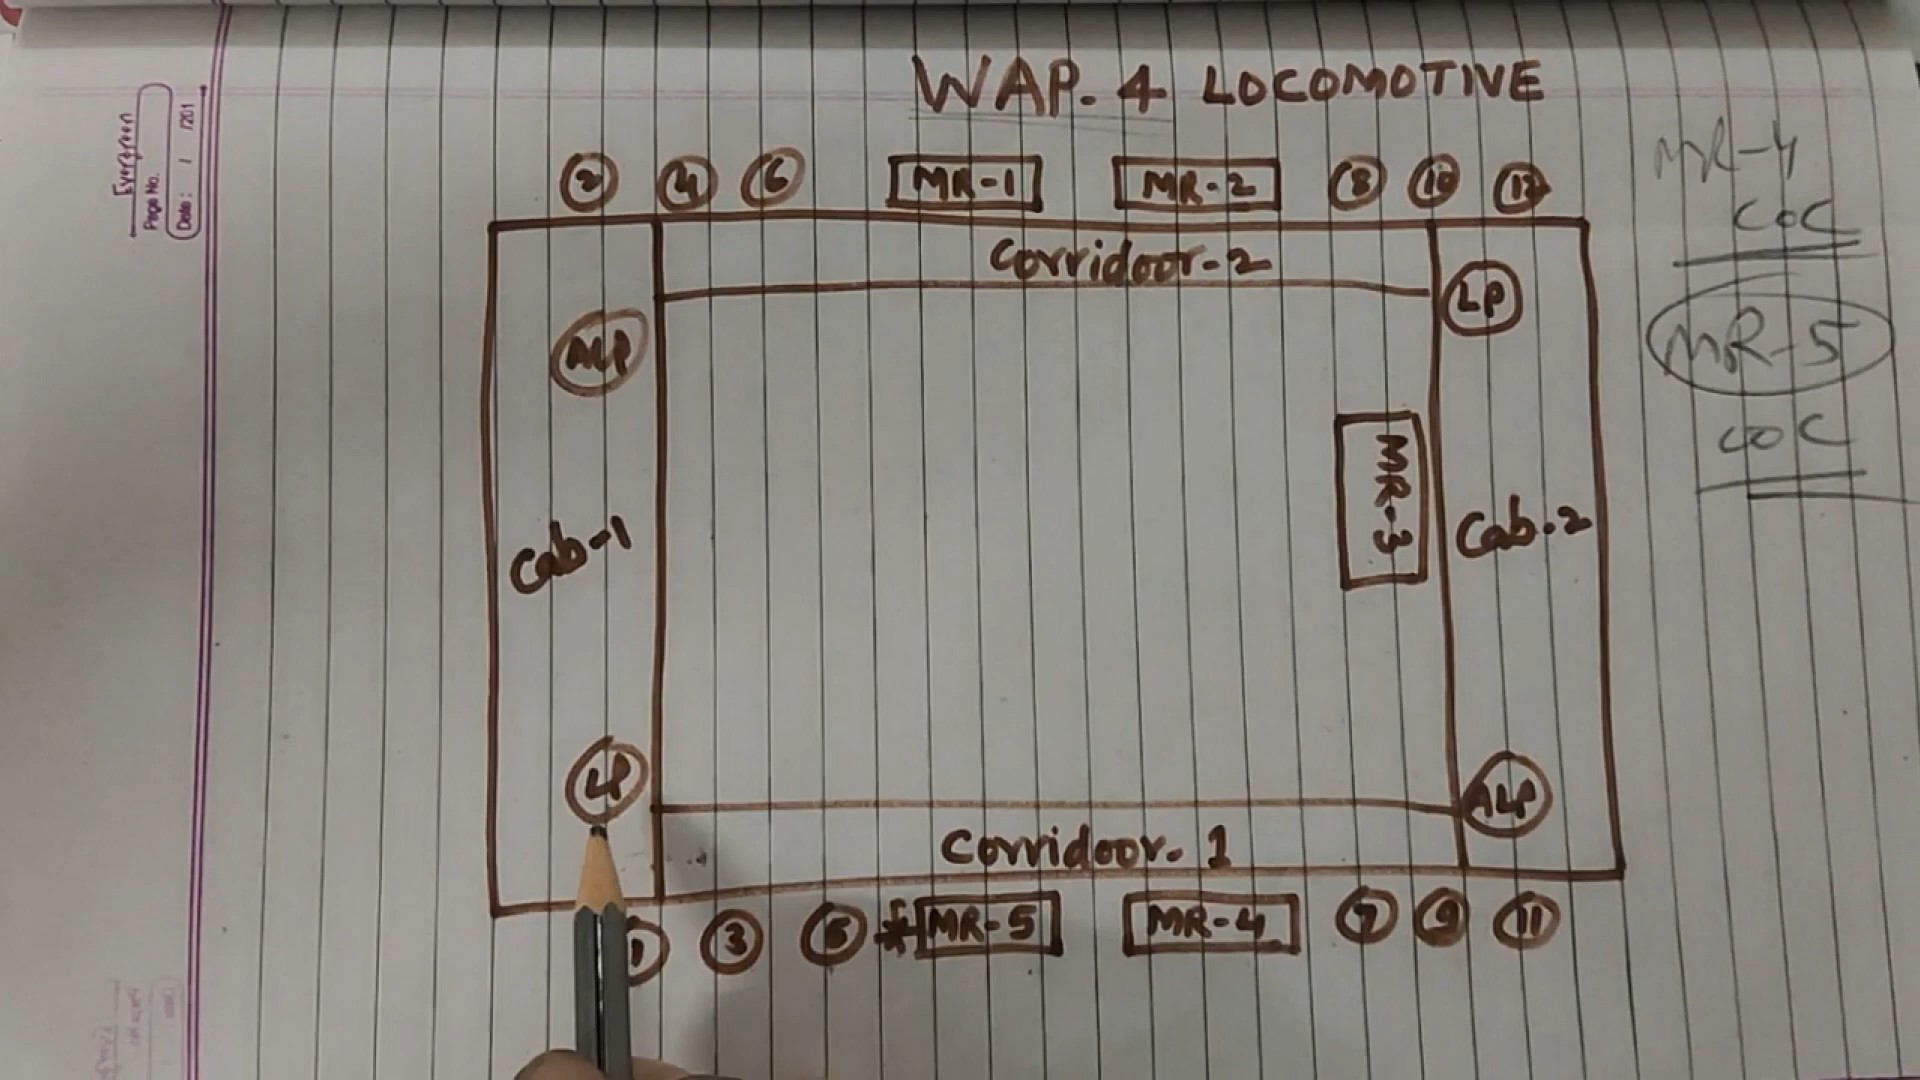 WAP-4 LOCOMOTIVE
2 4 6 MR-1 MR-2 8 10 12
Corridoor-2
ALP
LP
MR-3
Cab-1
Cab-2
LP
ALP
Corridoor-1
1 3 5 *MR-5 MR-4 7 9 11
MR-4
COC
MR-5
COC
Evergreen
Page No.
Date: / /201